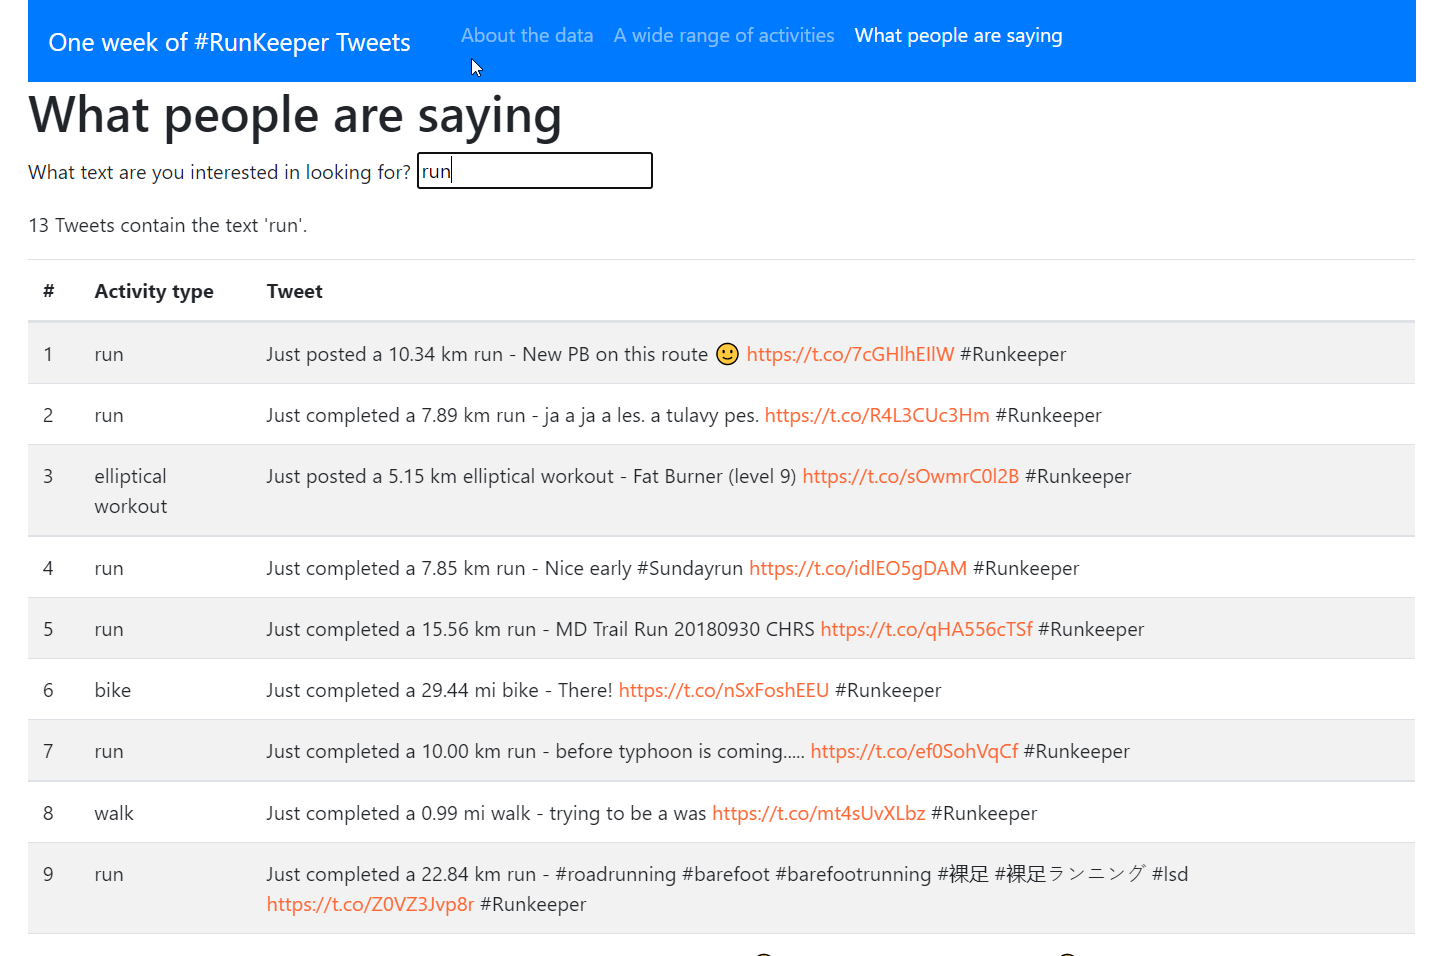 One week of #RunKeeper Tweets About the data A wide range of activities What people are saying
What people are saying
What text are you interested in looking for? run
13 Tweets contain the text 'run'.
# Activity type Tweet
1 run Just posted a 10.34 km run - New PB on this route 🙂 https://t.co/7cGHlhEIlW #Runkeeper
2 run Just completed a 7.89 km run - ja a ja a les. a tulavy pes. https://t.co/R4L3CUc3Hm #Runkeeper
3 elliptical Just posted a 5.15 km elliptical workout - Fat Burner (level 9) https://t.co/sOwmrC0l2B #Runkeeper
workout
4 run Just completed a 7.85 km run - Nice early #Sundayrun https://t.co/idlEO5gDAM #Runkeeper
5 run Just completed a 15.56 km run - MD Trail Run 20180930 CHRS https://t.co/qHA556cTSf #Runkeeper
6 bike Just completed a 29.44 mi bike - There! https://t.co/nSxFoshEEU #Runkeeper
7 run Just completed a 10.00 km run - before typhoon is coming..... https://t.co/ef0SohVqCf #Runkeeper
8 walk Just completed a 0.99 mi walk - trying to be a was https://t.co/mt4sUvXLbz #Runkeeper
9 run Just completed a 22.84 km run - #roadrunning #barefoot #barefootrunning #裸足 #裸足ランニング #lsd
https://t.co/Z0VZ3Jvp8r #Runkeeper